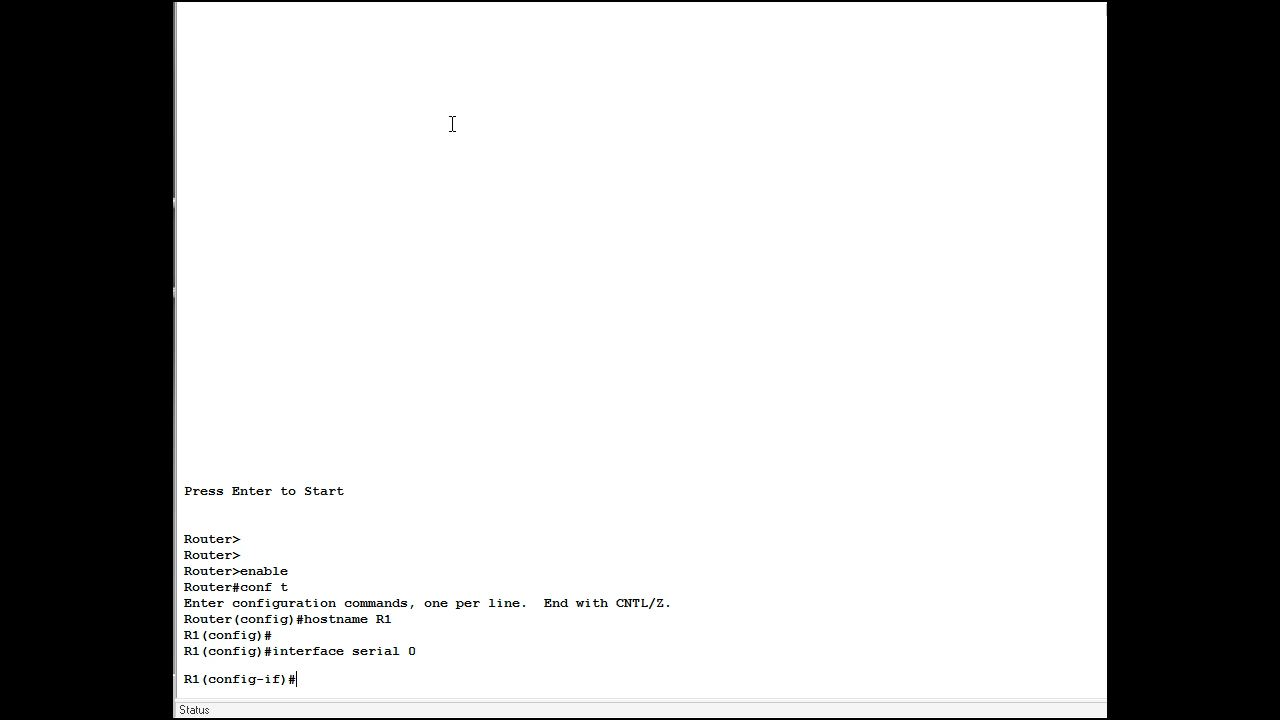 Press Enter to Start
Router>
Router>
Router>enable
Router#conf t
Enter configuration commands, one per line.  End with CNTL/Z.
Router(config)#hostname R1
R1(config)#
R1(config)#interface serial 0
R1(config-if)#
Status